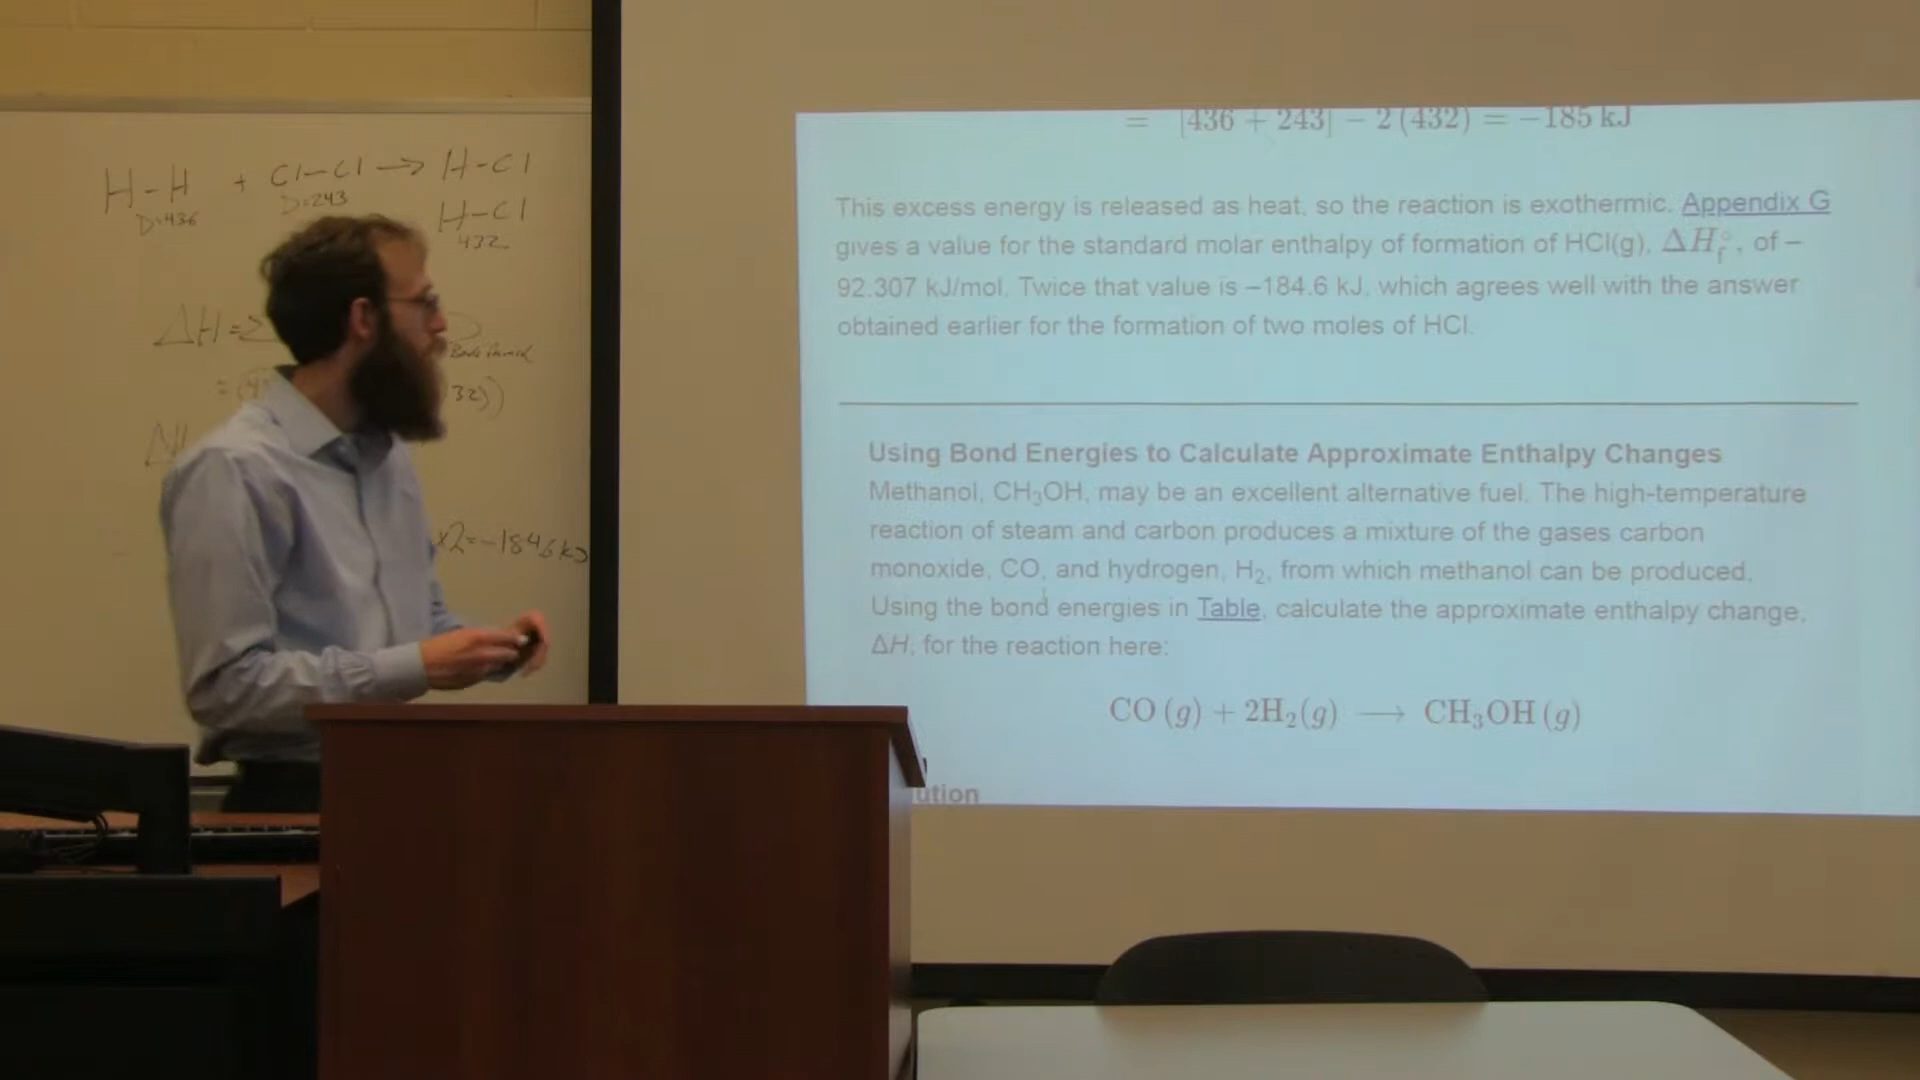 H-H + Cl-Cl → H-Cl
D=436 D=243
H-Cl
432
ΔH=Σ
Bonds formed
32))
x2=-184.6kJ
= [436 + 243] − 2 (432) = −185 kJ
This excess energy is released as heat, so the reaction is exothermic. Appendix G
gives a value for the standard molar enthalpy of formation of HCl(g), ΔH°f, of –
92.307 kJ/mol. Twice that value is –184.6 kJ, which agrees well with the answer
obtained earlier for the formation of two moles of HCl.
Using Bond Energies to Calculate Approximate Enthalpy Changes
Methanol, CH₃OH, may be an excellent alternative fuel. The high-temperature
reaction of steam and carbon produces a mixture of the gases carbon
monoxide, CO, and hydrogen, H₂, from which methanol can be produced.
Using the bond energies in Table, calculate the approximate enthalpy change,
ΔH, for the reaction here:
CO (g) + 2H₂(g) ⟶ CH₃OH (g)
ution